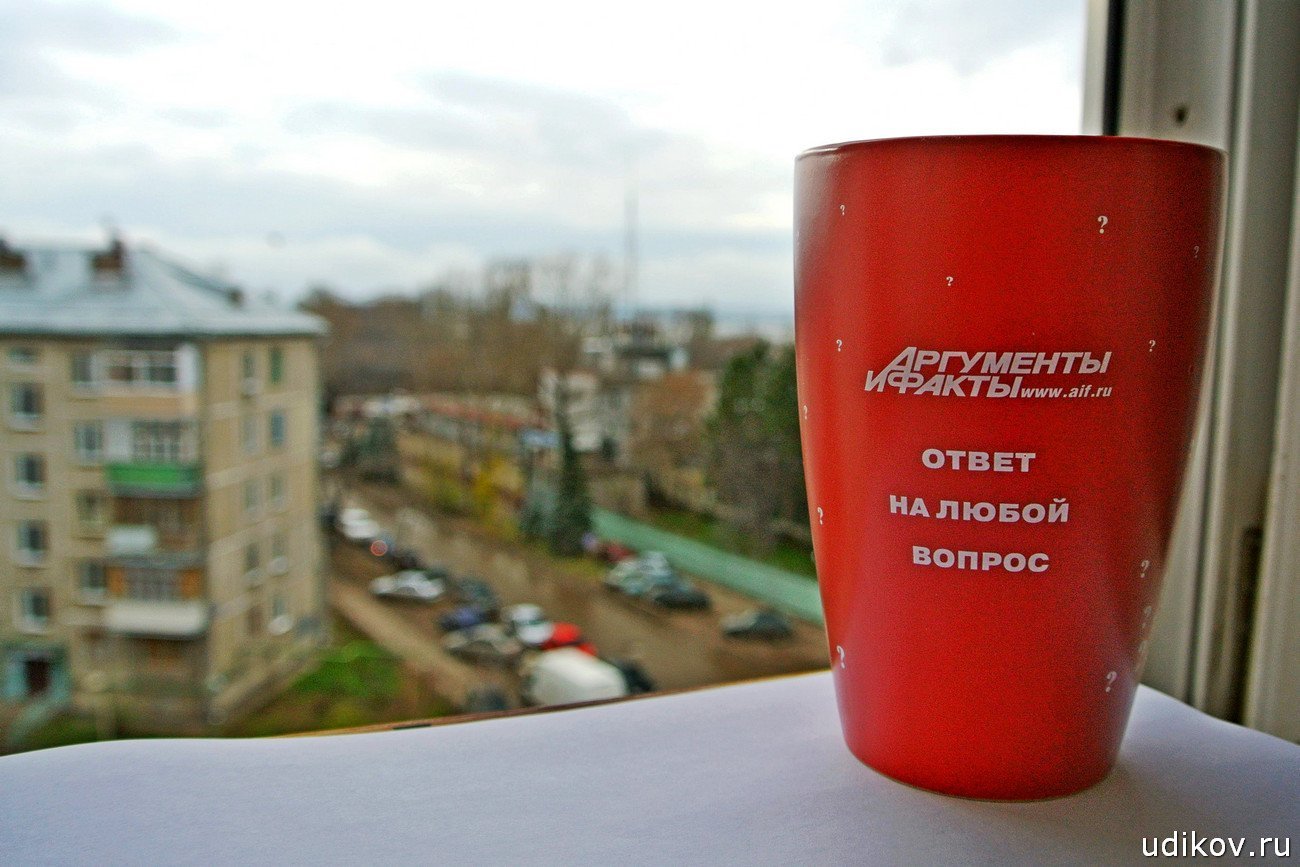 АРГУМЕНТЫ
И ФАКТЫ www.aif.ru
ОТВЕТ
НА ЛЮБОЙ
ВОПРОС
udikov.ru